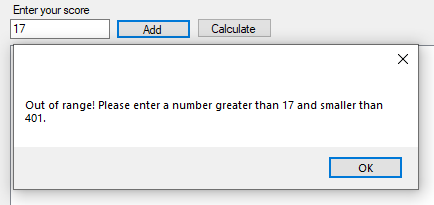 Enter your score
17 Add Calculate
Out of range! Please enter a number greater than 17 and smaller than
401.
OK